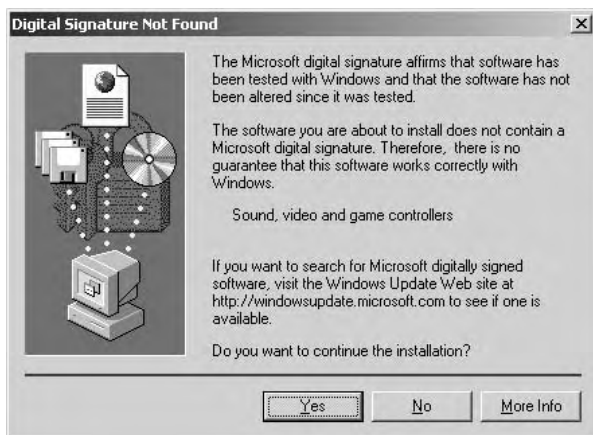 Digital Signature Not Found
The Microsoft digital signature affirms that software has
been tested with Windows and that the software has not
been altered since it was tested.
The software you are about to install does not contain a
Microsoft digital signature. Therefore, there is no
guarantee that this software works correctly with
Windows.
Sound, video and game controllers
If you want to search for Microsoft digitally signed
software, visit the Windows Update Web site at
http://windowsupdate.microsoft.com to see if one is
available.
Do you want to continue the installation?
Yes No More Info